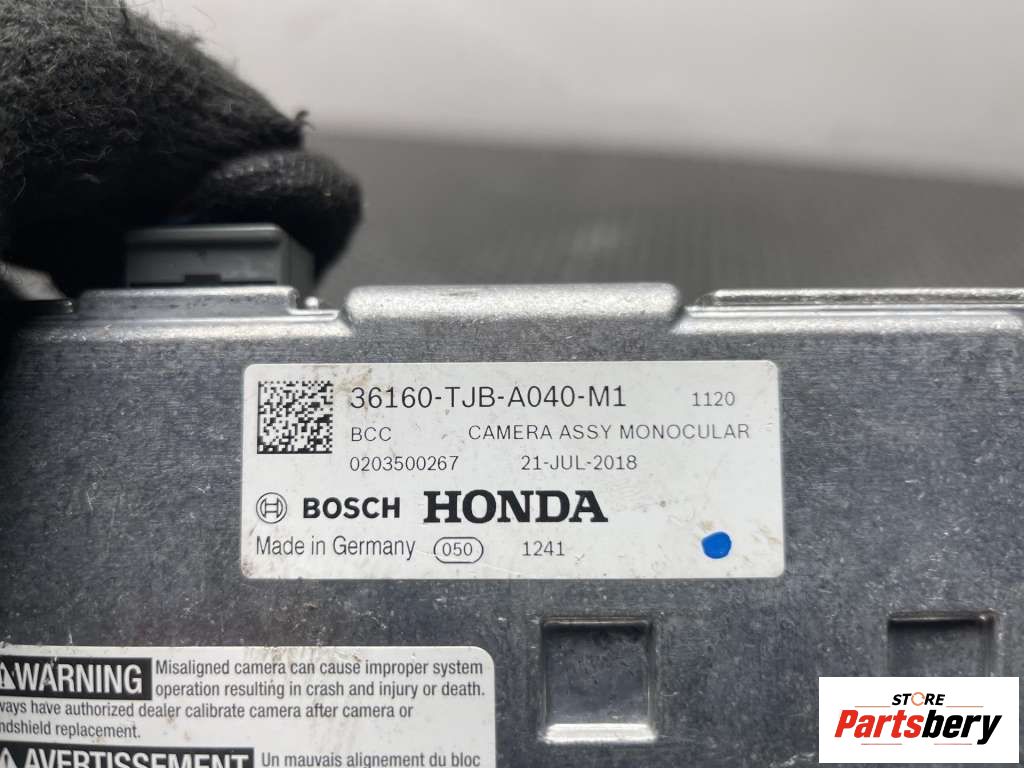 36160-TJB-A040-M1 1120
BCC CAMERA ASSY MONOCULAR
0203500267 21-JUL-2018
BOSCH HONDA
Made in Germany 050 1241
WARNING
Misaligned camera can cause improper system
operation resulting in crash and injury or death.
ways have authorized dealer calibrate camera after camera or
ndshield replacement.
AVERTISSEMENT Un mauvais alignement du bloc
STORE
Partsbery